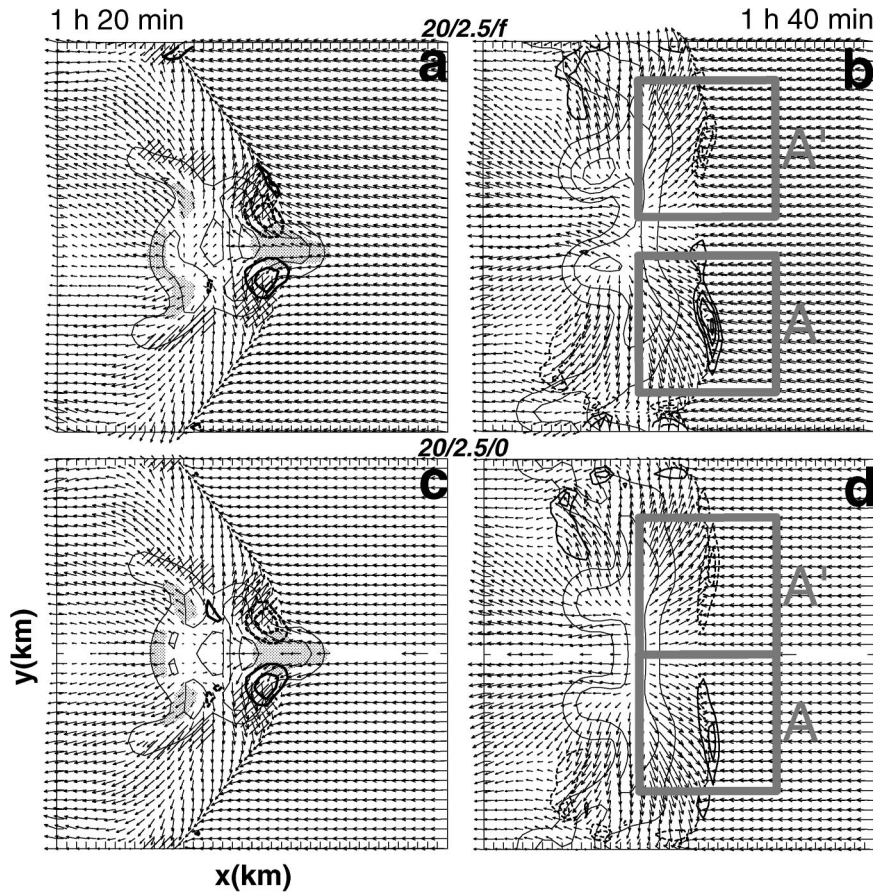 1 h 20 min
20/2.5/f
1 h 40 min
a
b
A'
A
20/2.5/0
c
d
A'
A
y(km)
x(km)